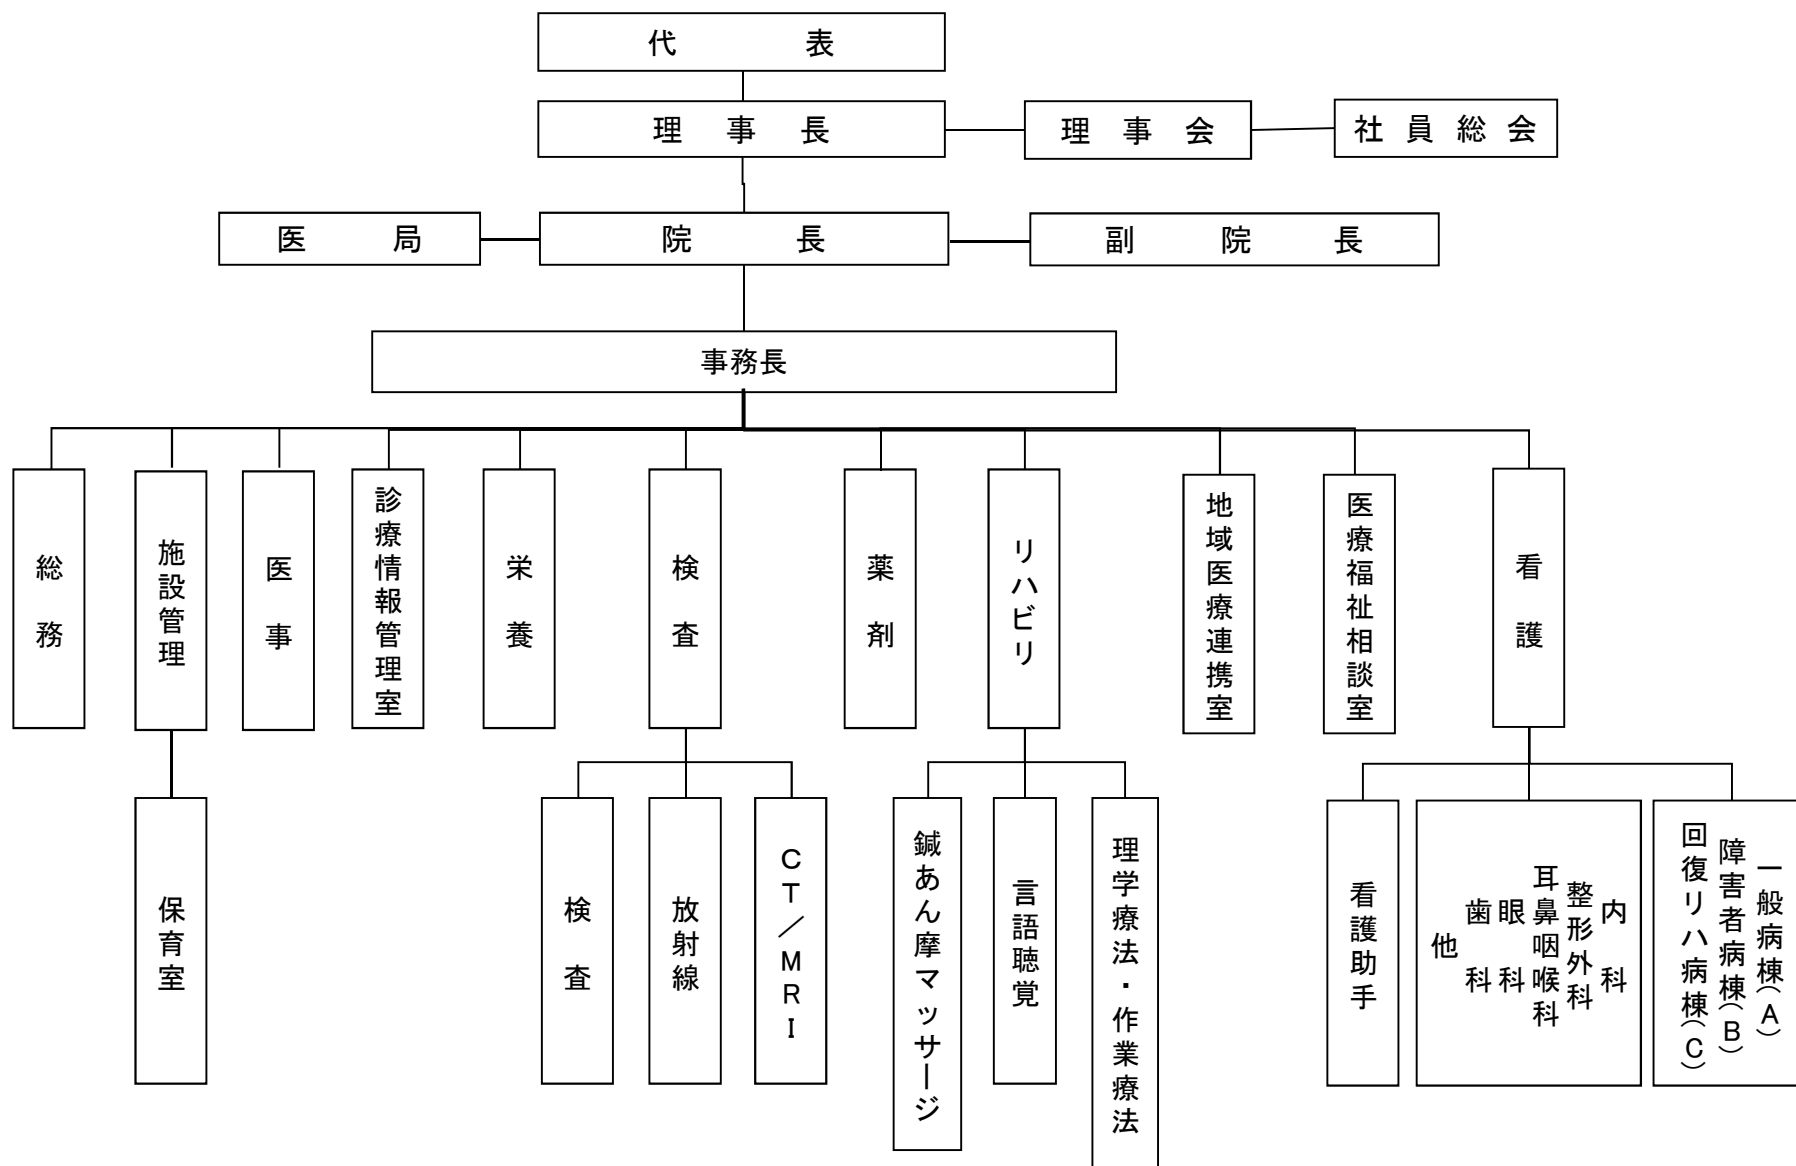 代表
理事長
理事会
社員総会
医局
院長
副院長
事務長
総務
施設管理
医事
診療情報管理室
栄養
検査
薬剤
リハビリ
地域医療連携室
医療福祉相談室
看護
保育室
検査
放射線
CT／MRI
鍼あん摩マッサージ
言語聴覚
理学療法・作業療法
看護助手
内科
整形外科
耳鼻咽喉科
眼科
歯科
他
一般病棟(A)
障害者病棟(B)
回復リハ病棟(C)